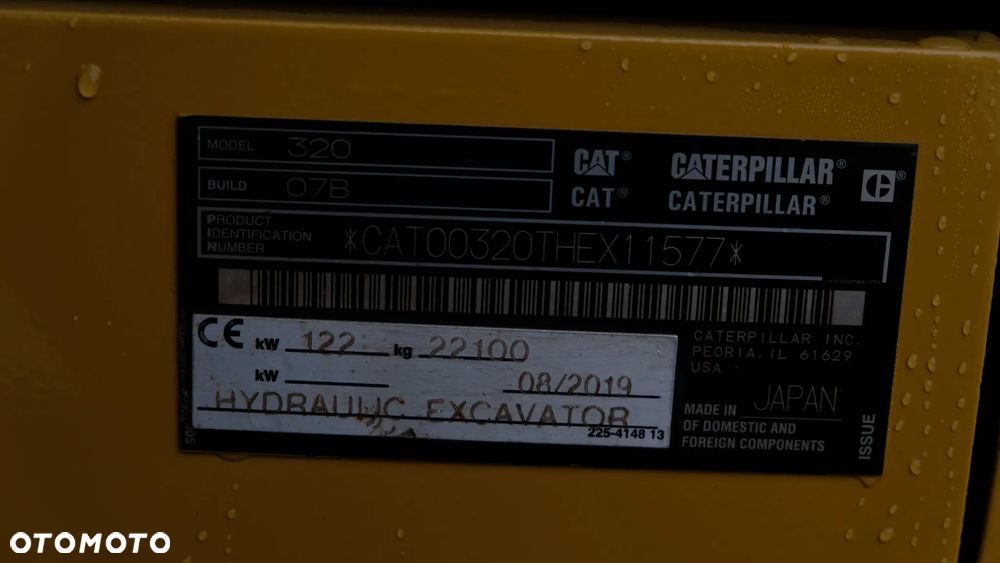 MODEL 320
BUILD 07B
CAT® CATERPILLAR® C®
CAT® CATERPILLAR®
PRODUCT
IDENTIFICATION
NUMBER
*CAT00320THEX11577*
CE kW 122 kg 22100
kW 08/2019
HYDRAULIC EXCAVATOR
225-4148 13
CATERPILLAR INC.
PEORIA, IL 61629
USA
MADE IN JAPAN
OF DOMESTIC AND
FOREIGN COMPONENTS
ISSUE
OTOMOTO